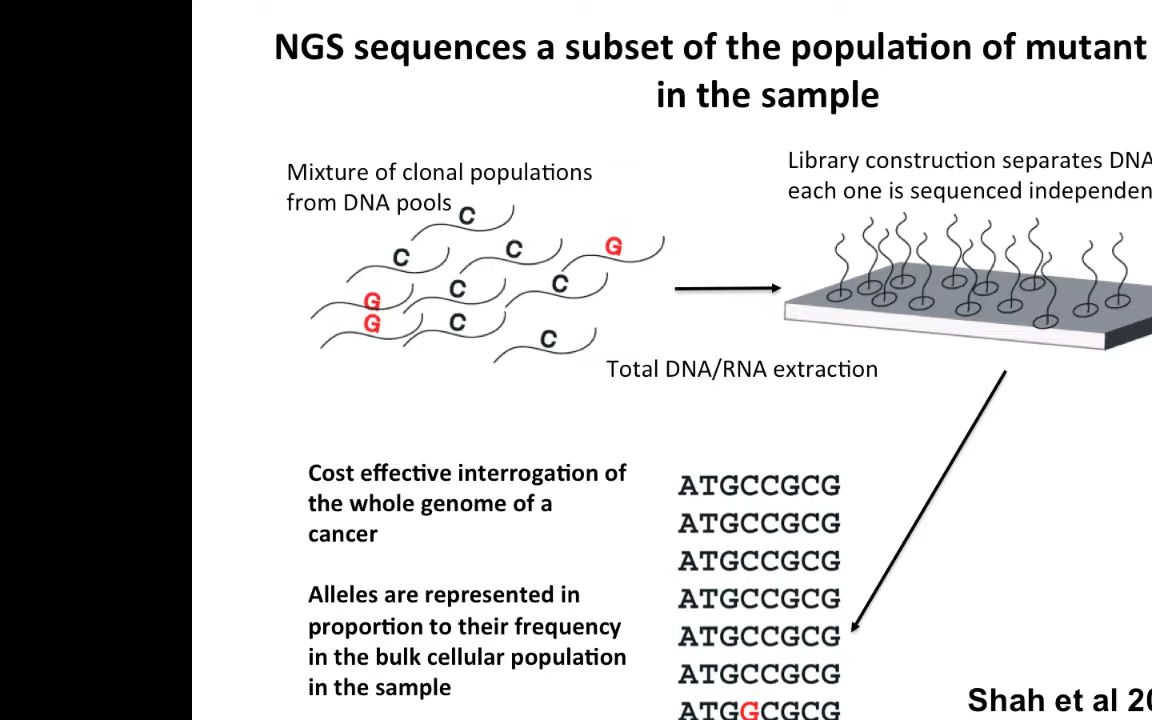 NGS sequences a subset of the population of mutant
in the sample
Mixture of clonal populations
from DNA pools
Library construction separates DNA
each one is sequenced independen
C
C
C
G
G
C
C
G
C
C
Total DNA/RNA extraction
Cost effective interrogation of
the whole genome of a
cancer
Alleles are represented in
proportion to their frequency
in the bulk cellular population
in the sample
ATGCCGCG
ATGCCGCG
ATGCCGCG
ATGCCGCG
ATGCCGCG
ATGCCGCG
ATGGCGCG
Shah et al 20